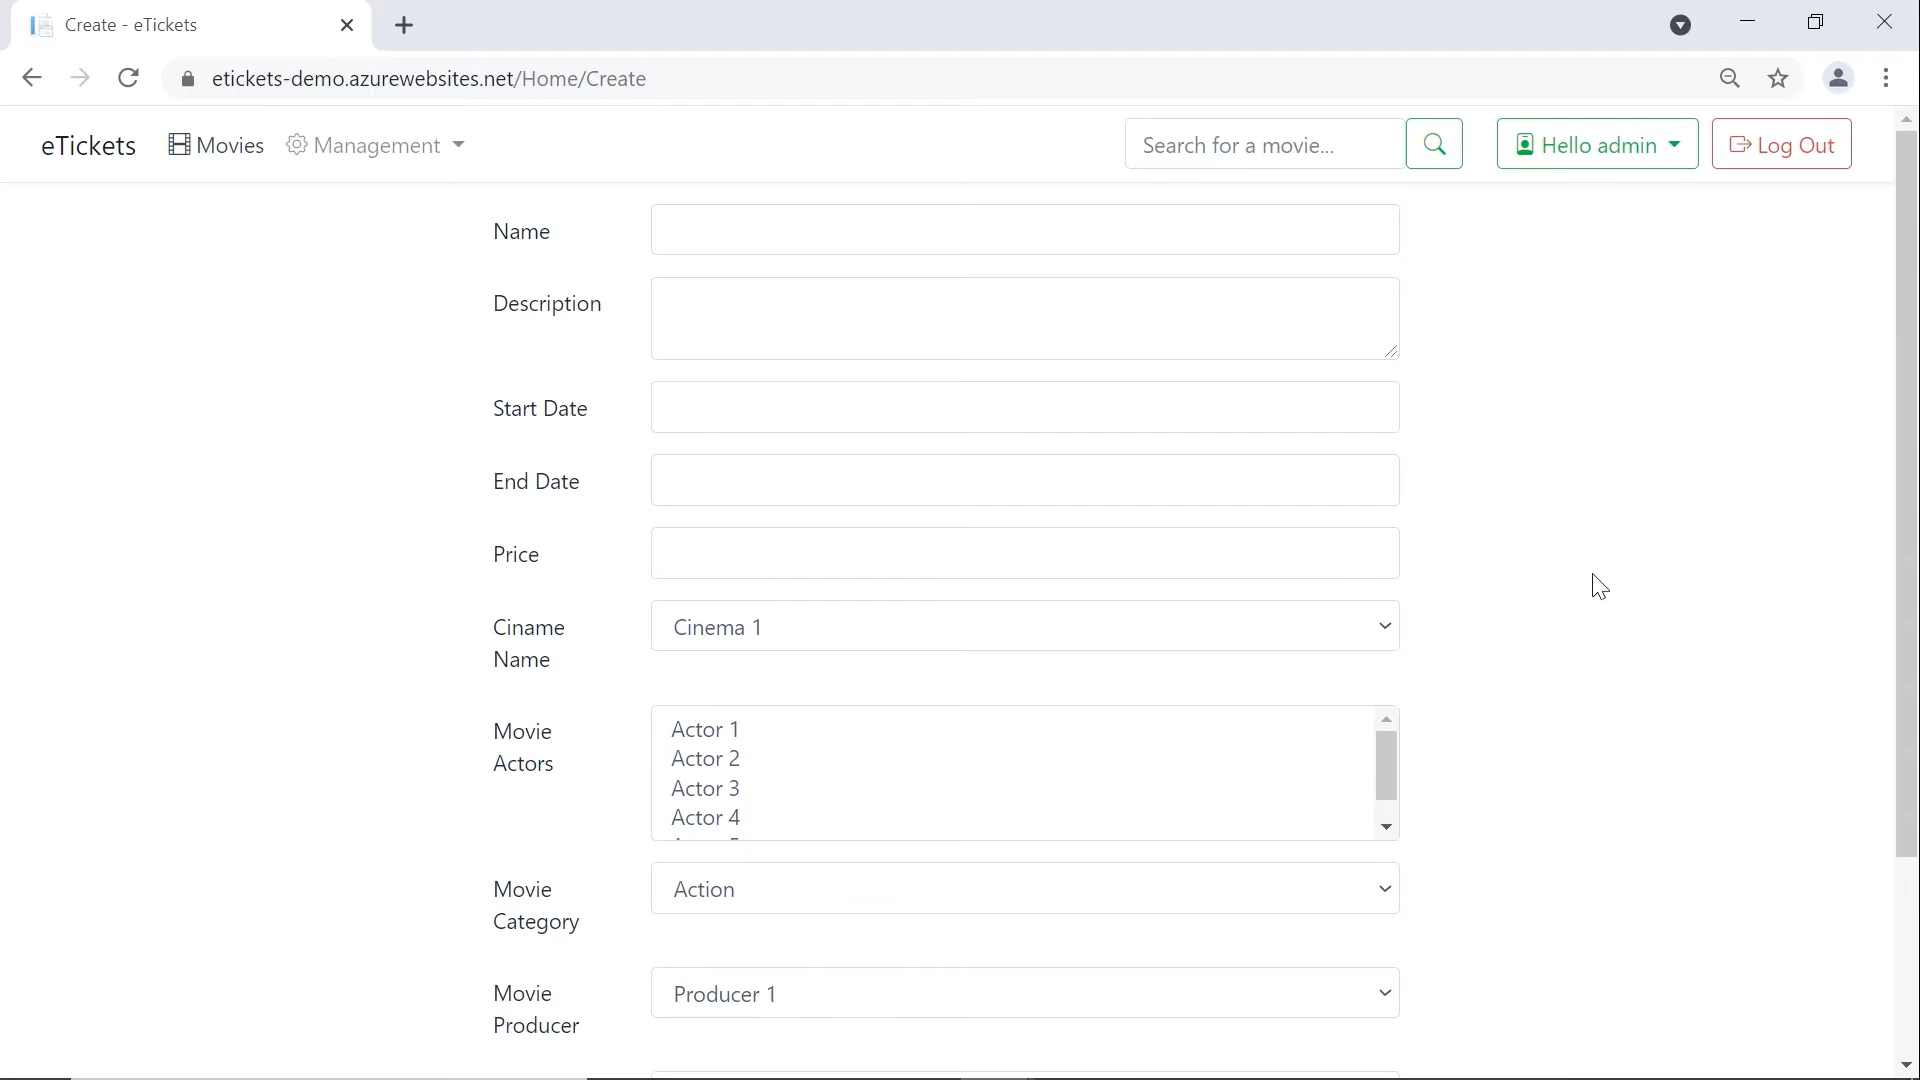 Create - eTickets
etickets-demo.azurewebsites.net/Home/Create
eTickets Movies Management Search for a movie... Hello admin Log Out
Name
Description
Start Date
End Date
Price
Ciname
Name
Cinema 1
Movie
Actors
Actor 1
Actor 2
Actor 3
Actor 4
Movie
Category
Action
Movie
Producer
Producer 1